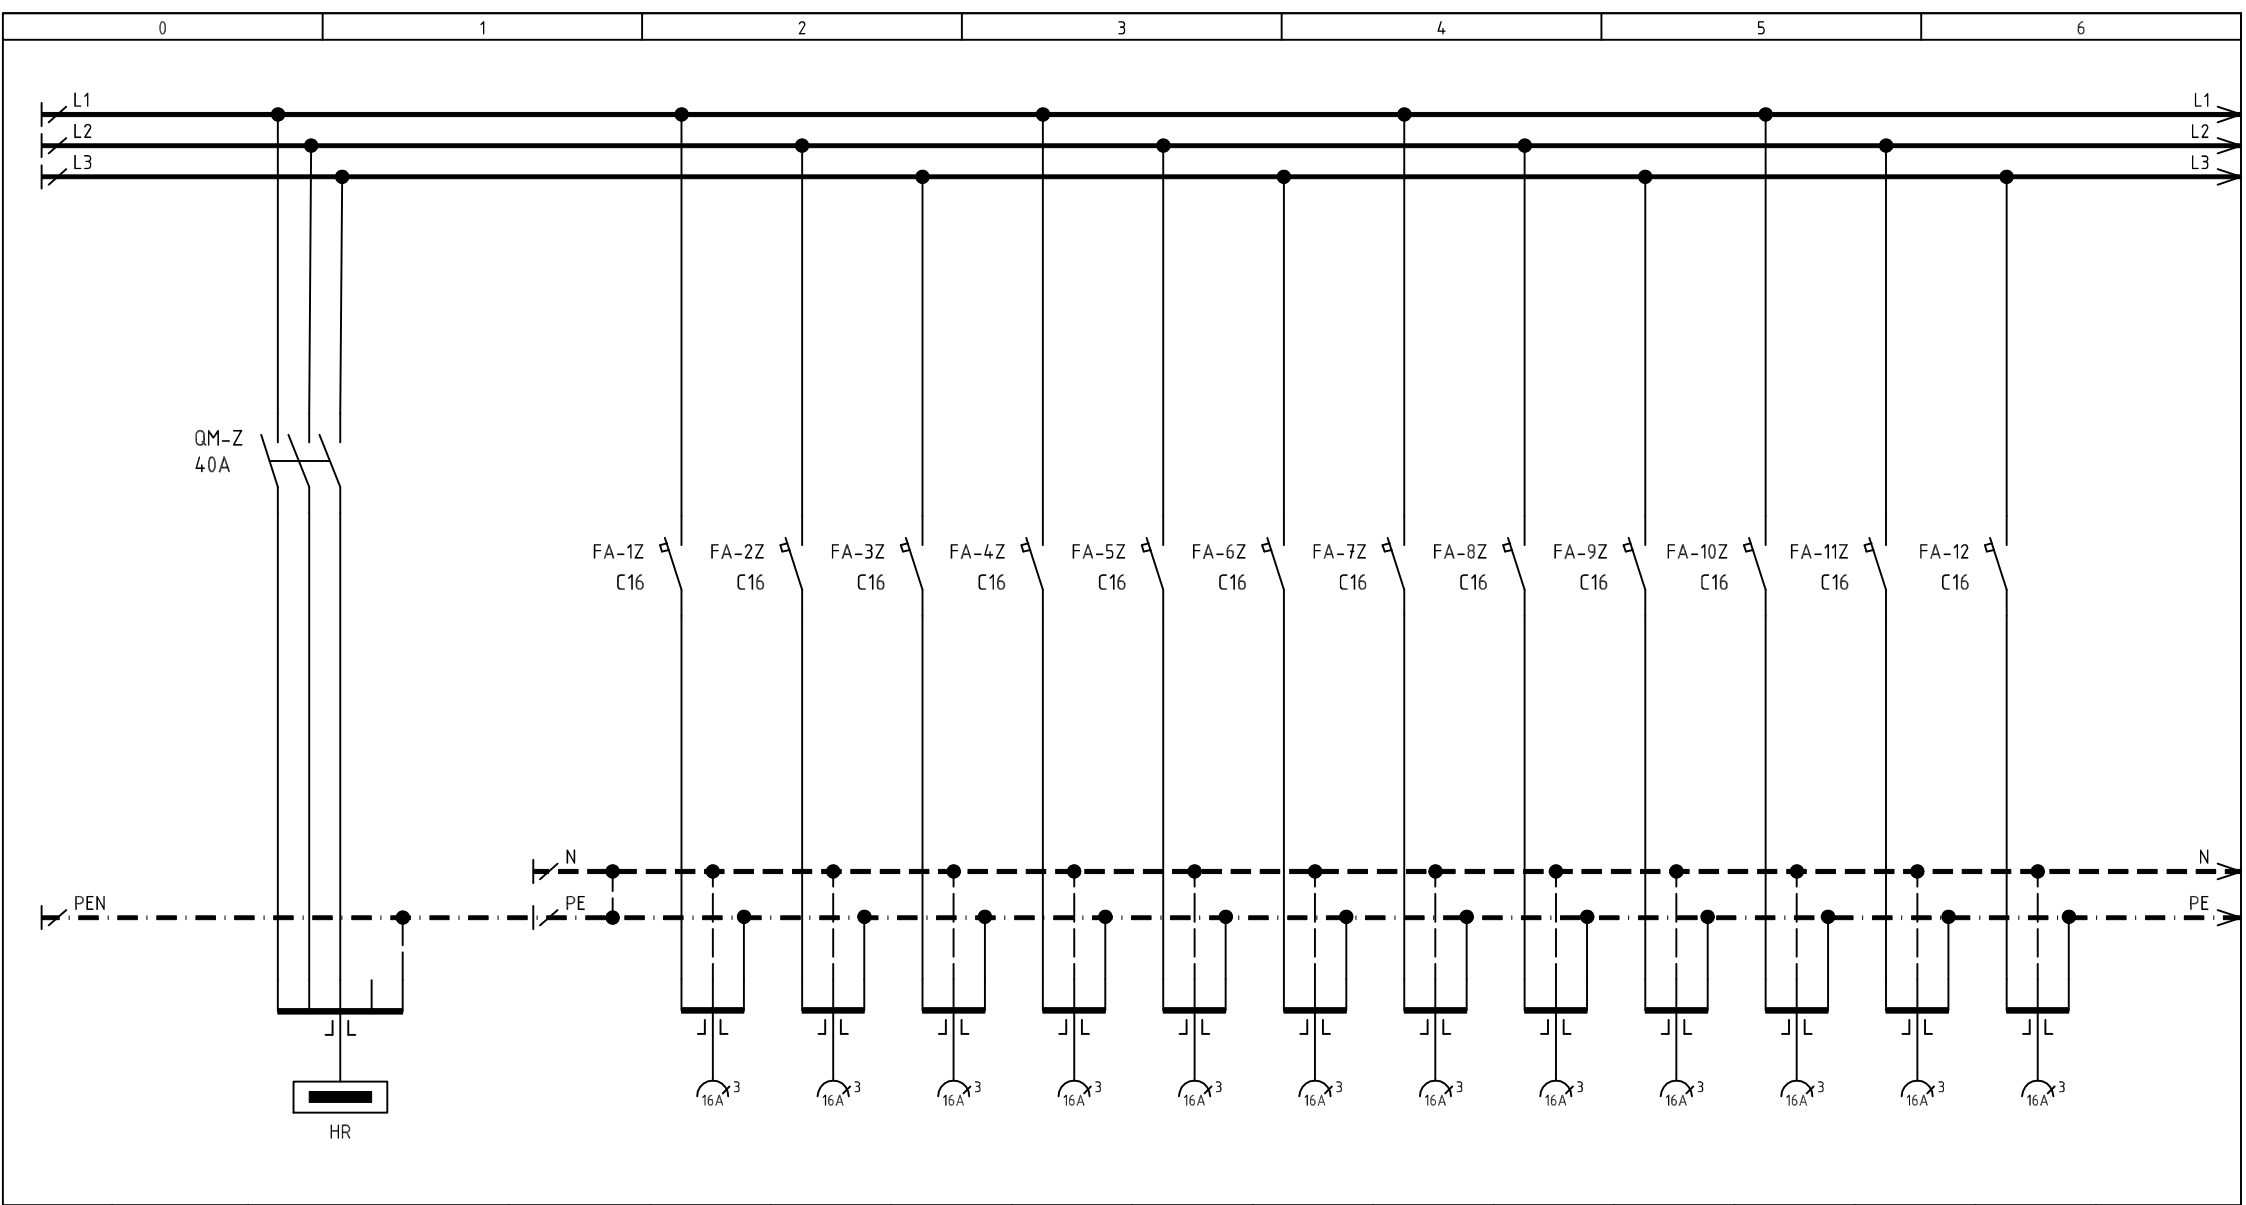 0 1 2 3 4 5 6
L1 L1
L2 L2
L3 L3
QM-Z
40A
FA-1Z FA-2Z FA-3Z FA-4Z FA-5Z FA-6Z FA-7Z FA-8Z FA-9Z FA-10Z FA-11Z FA-12
C16 C16 C16 C16 C16 C16 C16 C16 C16 C16 C16 C16
N N
PEN PE PE
3 3 3 3 3 3 3 3 3 3 3 3
16A 16A 16A 16A 16A 16A 16A 16A 16A 16A 16A 16A
HR